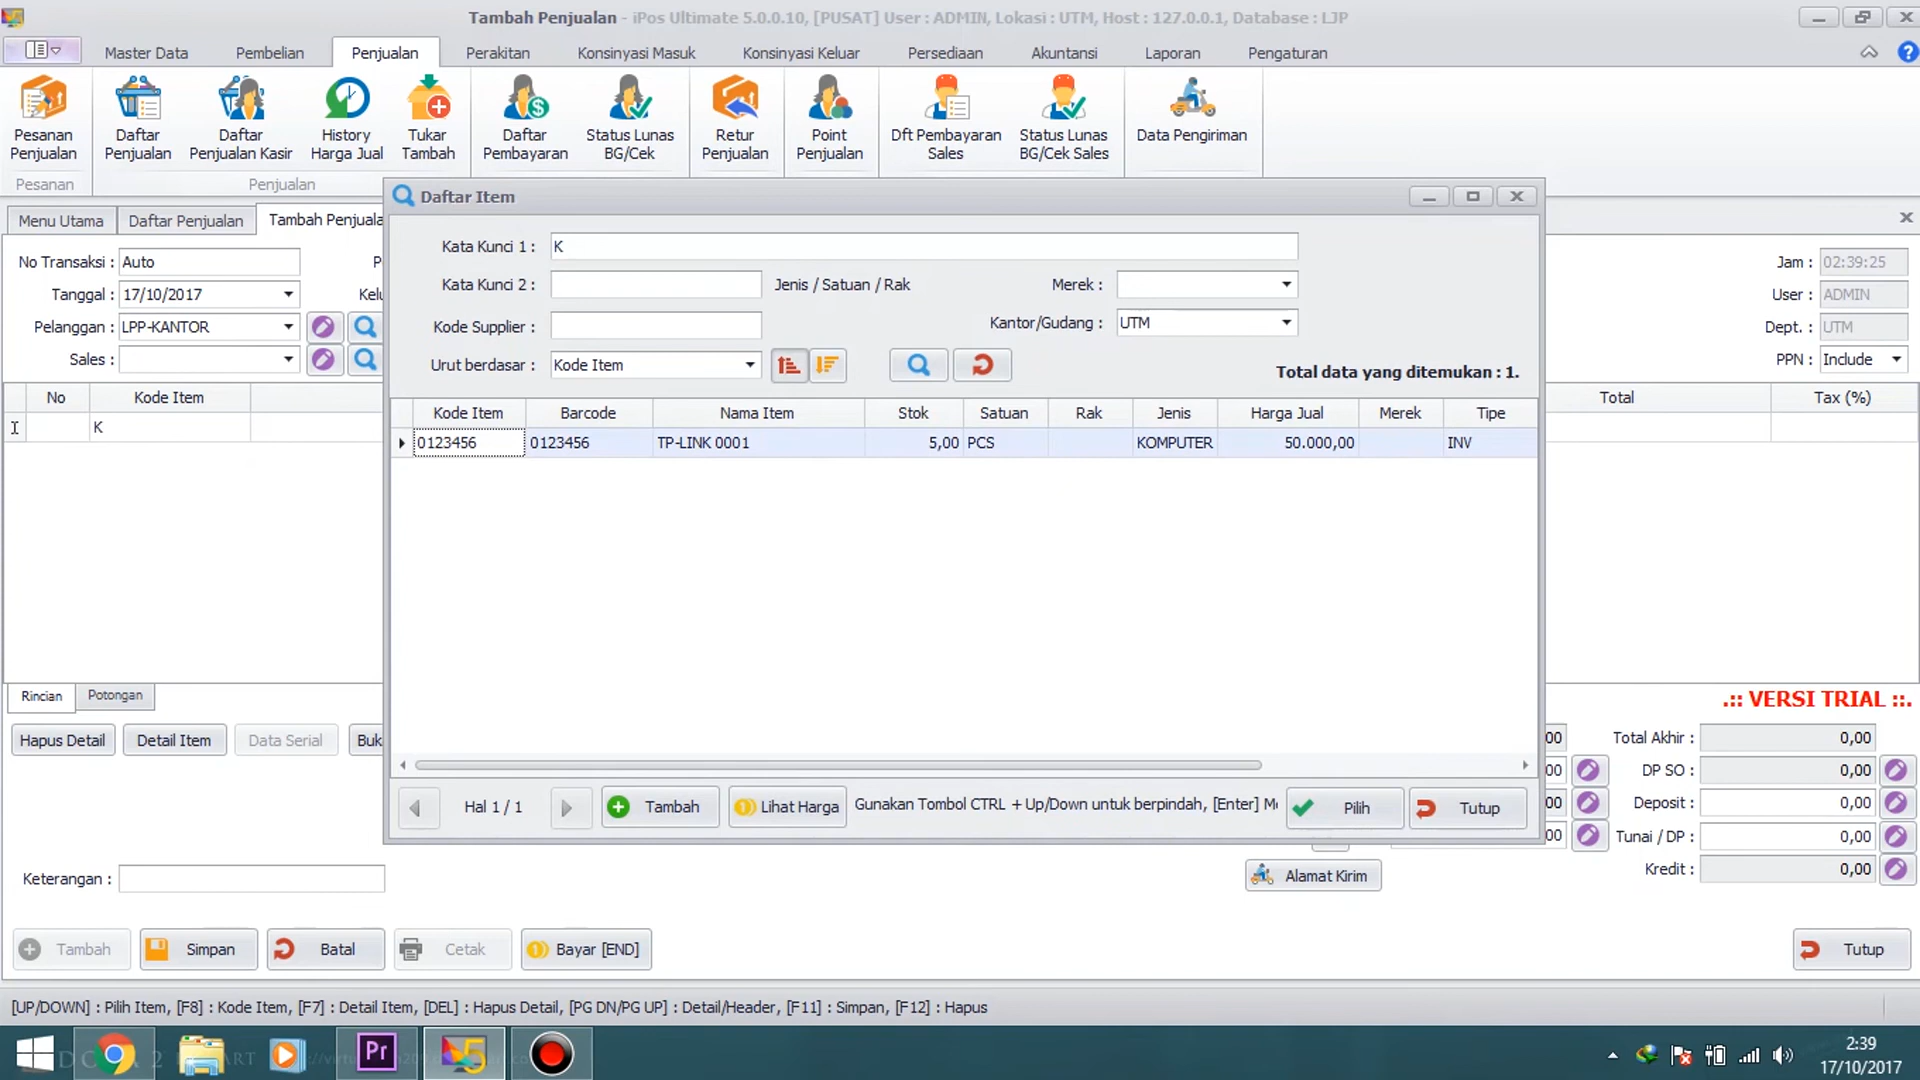 Tambah Penjualan - iPos Ultimate 5.0.0.10, [PUSAT] User : ADMIN, Lokasi : UTM, Host : 127.0.0.1, Database : LJP
Master Data Pembelian Penjualan Perakitan Konsinyasi Masuk Konsinyasi Keluar Persediaan Akuntansi Laporan Pengaturan
Pesanan Penjualan
Daftar Penjualan
Daftar Penjualan Kasir
History Harga Jual
Tukar Tambah
Daftar Pembayaran
Status Lunas BG/Cek
Retur Penjualan
Point Penjualan
Dft Pembayaran Sales
Status Lunas BG/Cek Sales
Data Pengiriman
Pesanan Penjualan
Menu Utama Daftar Penjualan Tambah Penjuala
No Transaksi : Auto
Tanggal : 17/10/2017
Pelanggan : LPP-KANTOR
Sales :
Jam : 02:39:25
User : ADMIN
Dept. : UTM
PPN : Include
No Kode Item Total Tax (%)
K
Daftar Item
Kata Kunci 1 : K
Kata Kunci 2 : Jenis / Satuan / Rak Merek :
Kode Supplier : Kantor/Gudang : UTM
Urut berdasar : Kode Item
Total data yang ditemukan : 1.
Kode Item Barcode Nama Item Stok Satuan Rak Jenis Harga Jual Merek Tipe
0123456 0123456 TP-LINK 0001 5,00 PCS KOMPUTER 50.000,00 INV
Hal 1 / 1 Tambah Lihat Harga Gunakan Tombol CTRL + Up/Down untuk berpindah, [Enter] Pilih Tutup
Rincian Potongan
.:: VERSI TRIAL ::.
Hapus Detail Detail Item Data Serial Buk
00 Total Akhir : 0,00
00 DP SO : 0,00
00 Deposit : 0,00
00 Tunai / DP : 0,00
Kredit : 0,00
Alamat Kirim
Keterangan :
Tambah Simpan Batal Cetak Bayar [END] Tutup
[UP/DOWN] : Pilih Item, [F8] : Kode Item, [F7] : Detail Item, [DEL] : Hapus Detail, [PG DN/PG UP] : Detail/Header, [F11] : Simpan, [F12] : Hapus
Pr
5
2:39
17/10/2017